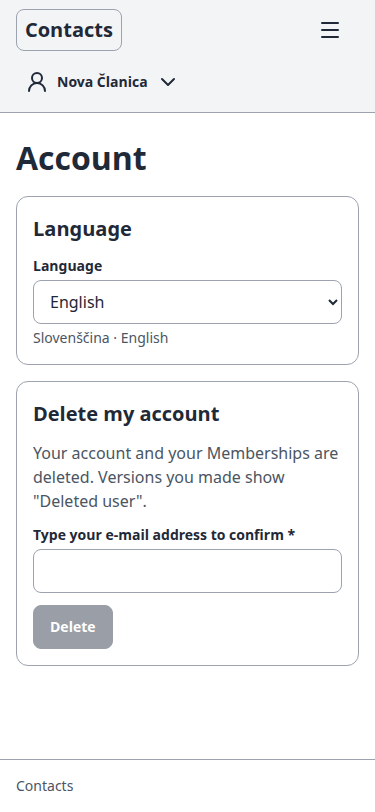 Contacts
Nova Članica
Account
Language
Language
English
Slovenščina · English
Delete my account
Your account and your Memberships are
deleted. Versions you made show
"Deleted user".
Type your e-mail address to confirm *
Delete
Contacts